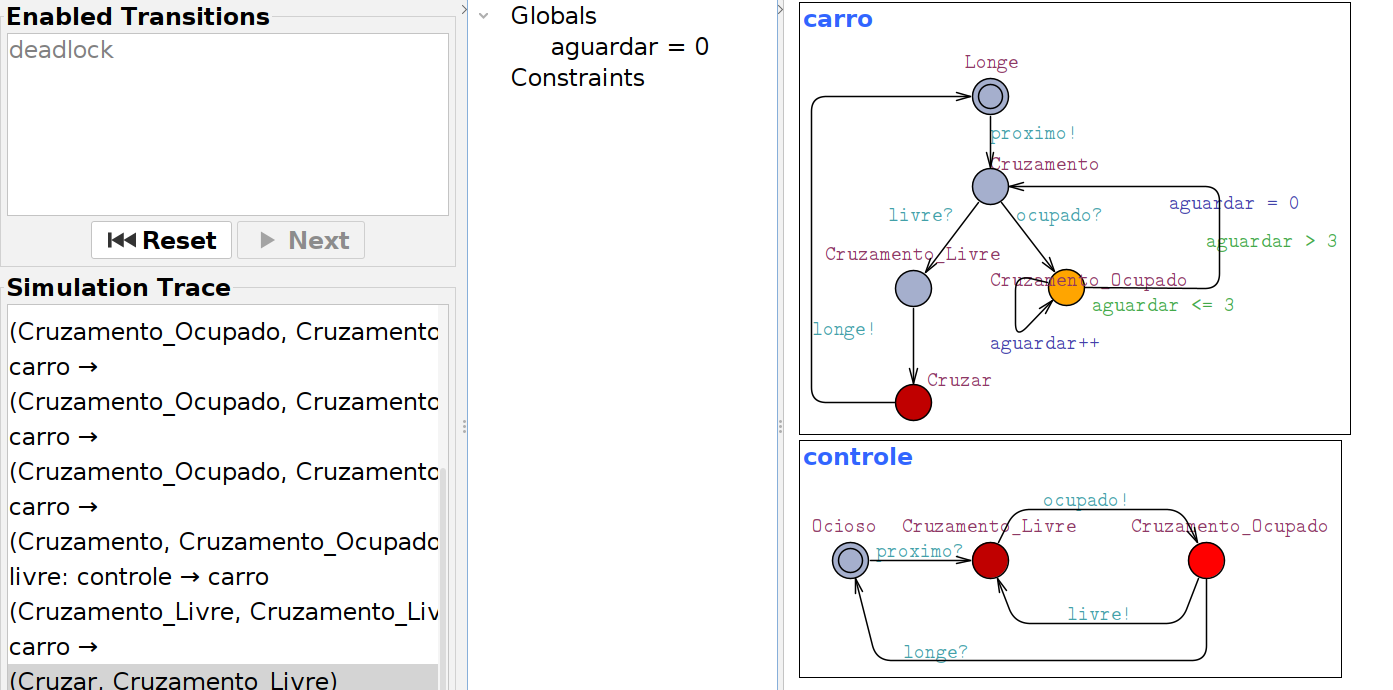 Enabled Transitions
deadlock
Reset
Next
Simulation Trace
(Cruzamento_Ocupado, Cruzamento
carro →
(Cruzamento_Ocupado, Cruzamento
carro →
(Cruzamento_Ocupado, Cruzamento
carro →
(Cruzamento, Cruzamento_Ocupado
livre: controle → carro
(Cruzamento_Livre, Cruzamento_Liv
carro →
(Cruzar, Cruzamento_Livre)
Globals
aguardar = 0
Constraints
carro
Longe
proximo!
Cruzamento
livre?
ocupado?
aguardar = 0
aguardar > 3
Cruzamento_Livre
Cruzamento_Ocupado
aguardar <= 3
longe!
aguardar++
Cruzar
controle
ocupado!
Ocioso
Cruzamento_Livre
Cruzamento_Ocupado
proximo?
livre!
longe?